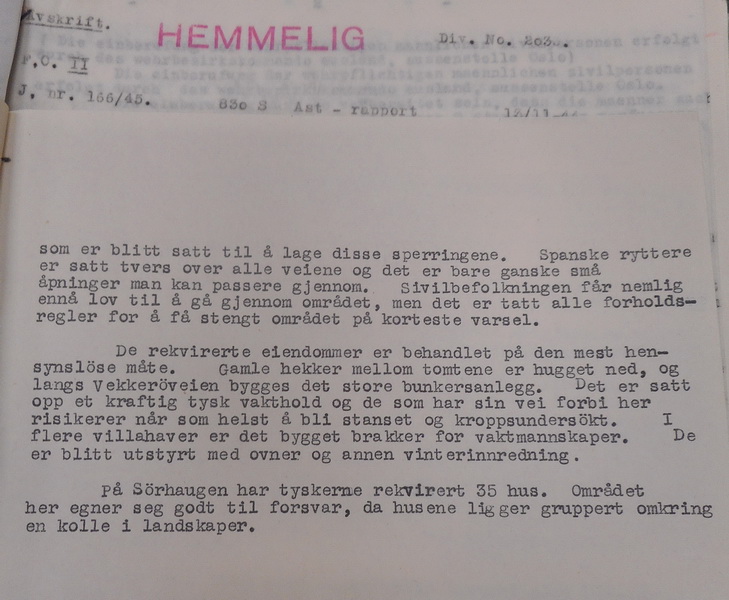 Avskrift.
HEMMELIG
Div. No. 203.
F.O. II
J. nr. 166/45.
830 S Ast - rapport
som er blitt satt til å lage disse sperringene. Spanske ryttere
er satt tvers over alle veiene og det er bare ganske små
åpninger man kan passere gjennom. Sivilbefolkningen får nemlig
ennå lov til å gå gjennom området, men det er tatt alle forholds-
regler for å få stengt området på korteste varsel.
De rekvirerte eiendommer er behandlet på den mest hen-
synslöse måte. Gamle hekker mellom tomtene er hugget ned, og
langs Vekkeröveien bygges det store bunkersanlegg. Det er satt
opp et kraftig tysk vakthold og de som har sin vei forbi her
risikerer når som helst å bli stanset og kroppsundersökt. I
flere villahaver er det bygget brakker for vaktmannskaper. De
er blitt utstyrt med ovner og annen vinterinnredning.
På Sörhaugen har tyskerne rekvirert 35 hus. Området
her egner seg godt til forsvar, da husene ligger gruppert omkring
en kolle i landskaper.